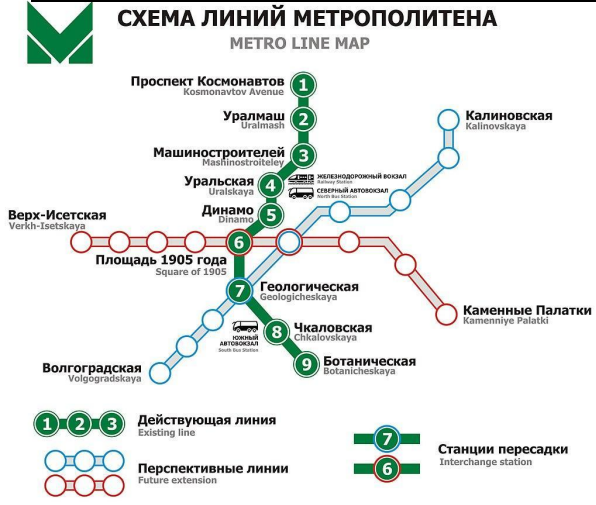 СХЕМА ЛИНИЙ МЕТРОПОЛИТЕНА
METRO LINE MAP
Проспект Космонавтов
Kosmonavtov Avenue
1
Уралмаш
Uralmash
2
Калиновская
Kalinovskaya
Машиностроителей
Mashinostroiteley
3
Уральская
Uralskaya
4
ЖЕЛЕЗНОДОРОЖНЫЙ ВОКЗАЛ
Railway Station
СЕВЕРНЫЙ АВТОВОКЗАЛ
North Bus Station
Динамо
Dinamo
5
Верх-Исетская
Verkh-Isetskaya
6
Площадь 1905 года
Square of 1905
7
Геологическая
Geologicheskaya
Каменные Палатки
Kamenniye Palatki
ЮЖНЫЙ
АВТОВОКЗАЛ
South Bus Station
8
Чкаловская
Chkalovskaya
9
Ботаническая
Botanicheskaya
Волгоградская
Volgogradskaya
1 2 3
Действующая линия
Existing line
Перспективные линии
Future extension
7
6
Станции пересадки
Interchange station